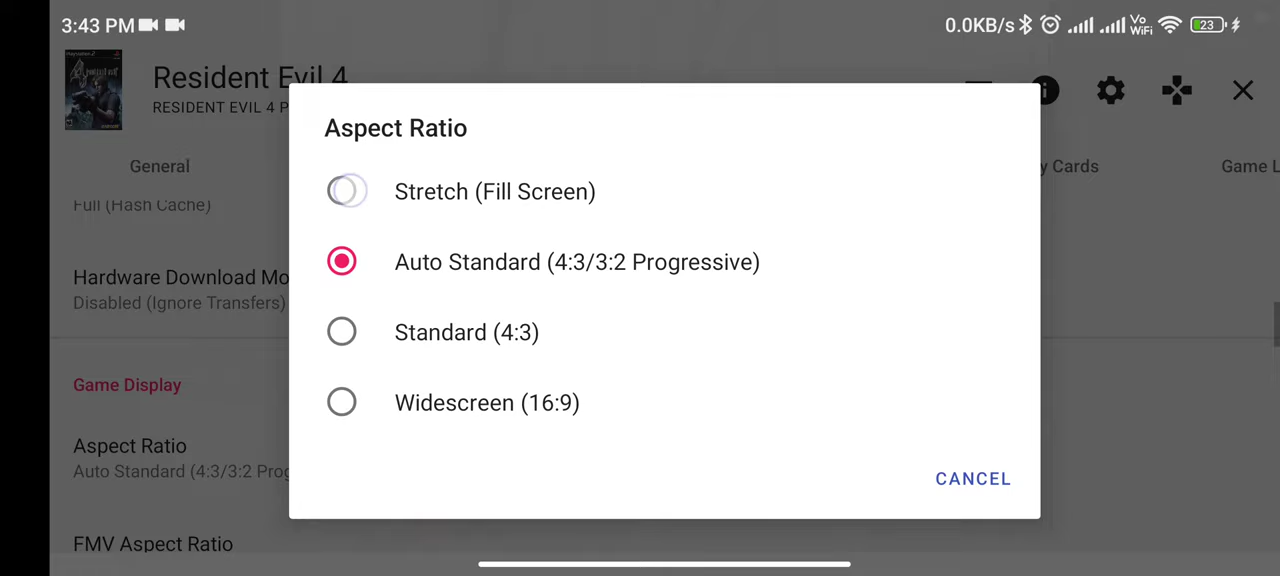 3:43 PM
0.0KB/s
Vo
WiFi
23
Resident Evil 4
RESIDENT EVIL 4 P
General
y Cards
Game L
Full (Hash Cache)
Hardware Download Mo
Disabled (Ignore Transfers)
Game Display
Aspect Ratio
Auto Standard (4:3/3:2 Prog
FMV Aspect Ratio
Aspect Ratio
Stretch (Fill Screen)
Auto Standard (4:3/3:2 Progressive)
Standard (4:3)
Widescreen (16:9)
CANCEL